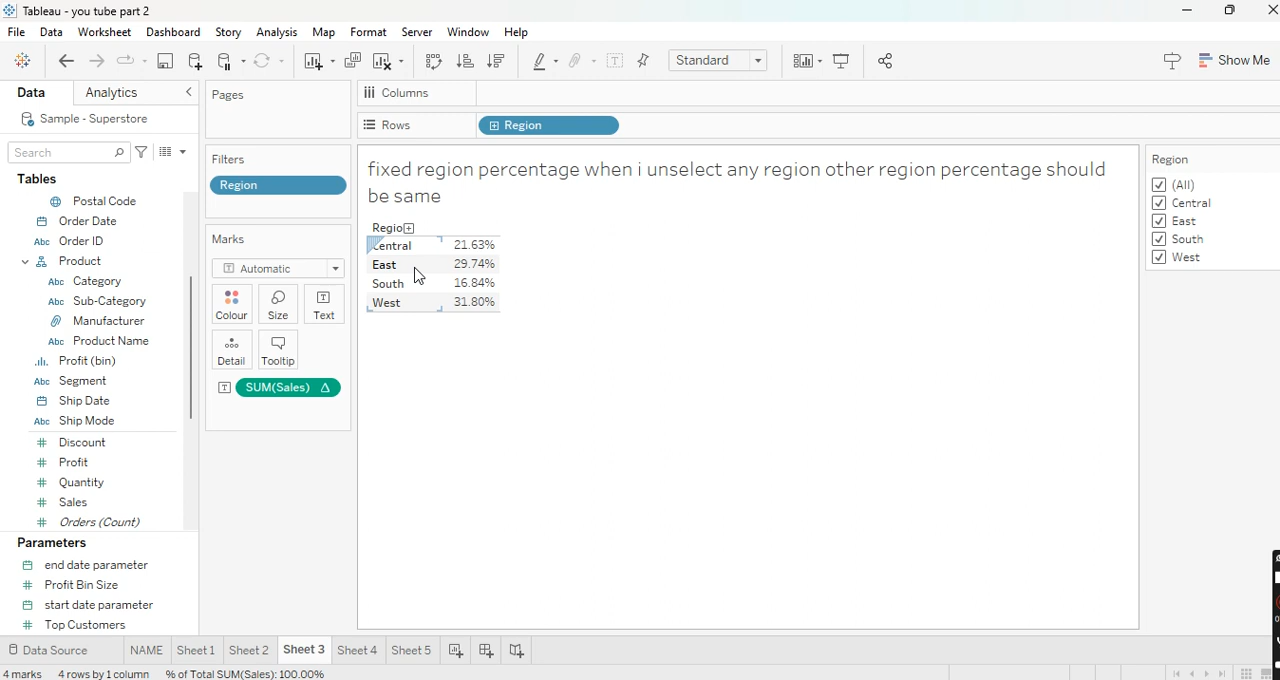 Tableau - you tube part 2
File Data Worksheet Dashboard Story Analysis Map Format Server Window Help
Standard
Show Me
Data Analytics
Sample - Superstore
Search
Tables
Postal Code
Order Date
Abc Order ID
Product
Abc Category
Abc Sub-Category
Manufacturer
Abc Product Name
Profit (bin)
Abc Segment
Ship Date
Abc Ship Mode
# Discount
# Profit
# Quantity
# Sales
# Orders (Count)
Parameters
end date parameter
# Profit Bin Size
start date parameter
# Top Customers
Pages
Filters
Region
Marks
T Automatic
Colour Size Text
Detail Tooltip
T SUM(Sales) Δ
Columns
Rows Region
fixed region percentage when i unselect any region other region percentage should
be same
Regio
Central 21.63%
East 29.74%
South 16.84%
West 31.80%
Region
(All)
Central
East
South
West
Data Source NAME Sheet 1 Sheet 2 Sheet 3 Sheet 4 Sheet 5
4 marks 4 rows by 1 column % of Total SUM(Sales): 100.00%